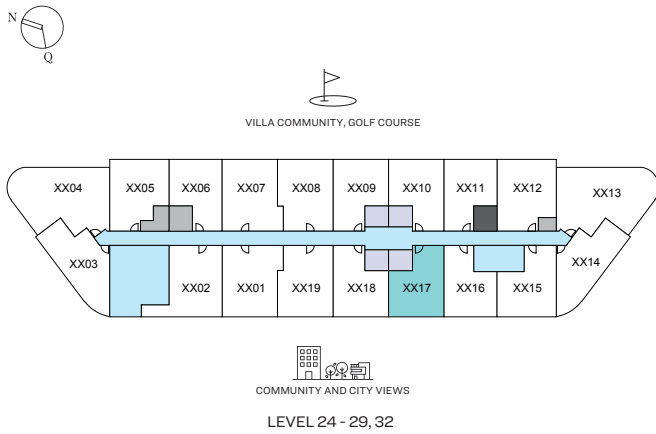 N
Q
VILLA COMMUNITY, GOLF COURSE
XX04 XX05 XX06 XX07 XX08 XX09 XX10 XX11 XX12 XX13
XX03 XX02 XX01 XX19 XX18 XX17 XX16 XX15 XX14
COMMUNITY AND CITY VIEWS
LEVEL 24 - 29, 32